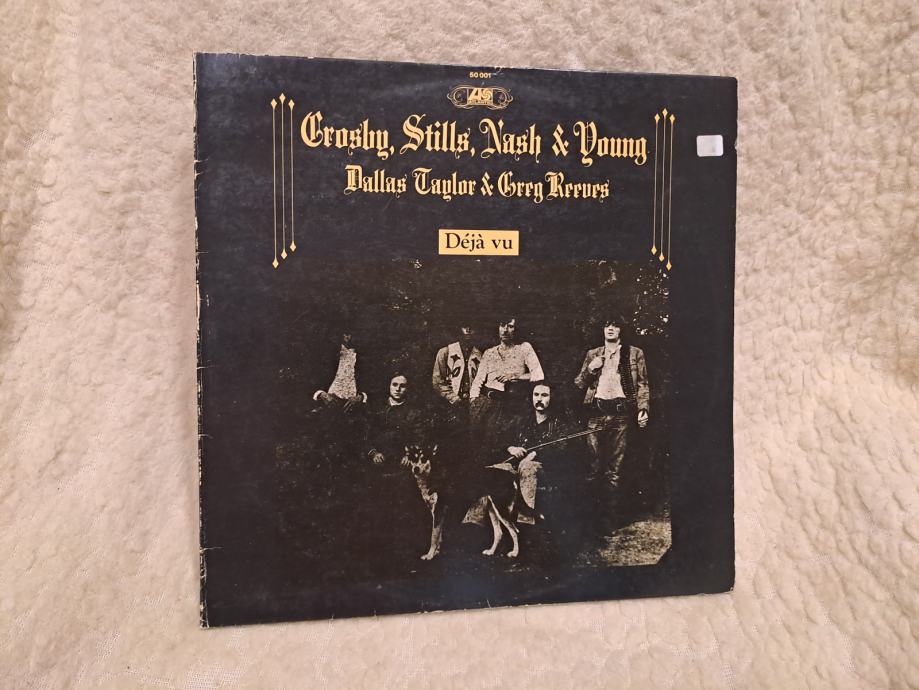 50 001
Crosby, Stills, Nash & Young
Dallas Taylor & Greg Reeves
Déjà vu